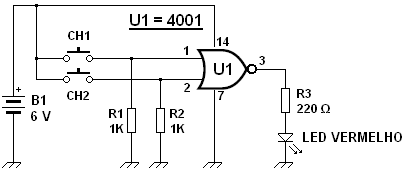 U1 = 4001
CH1
CH2
1
2
14
U1
3
7
+
B1
6 V
R1
1K
R2
1K
R3
220 Ω
LED VERMELHO